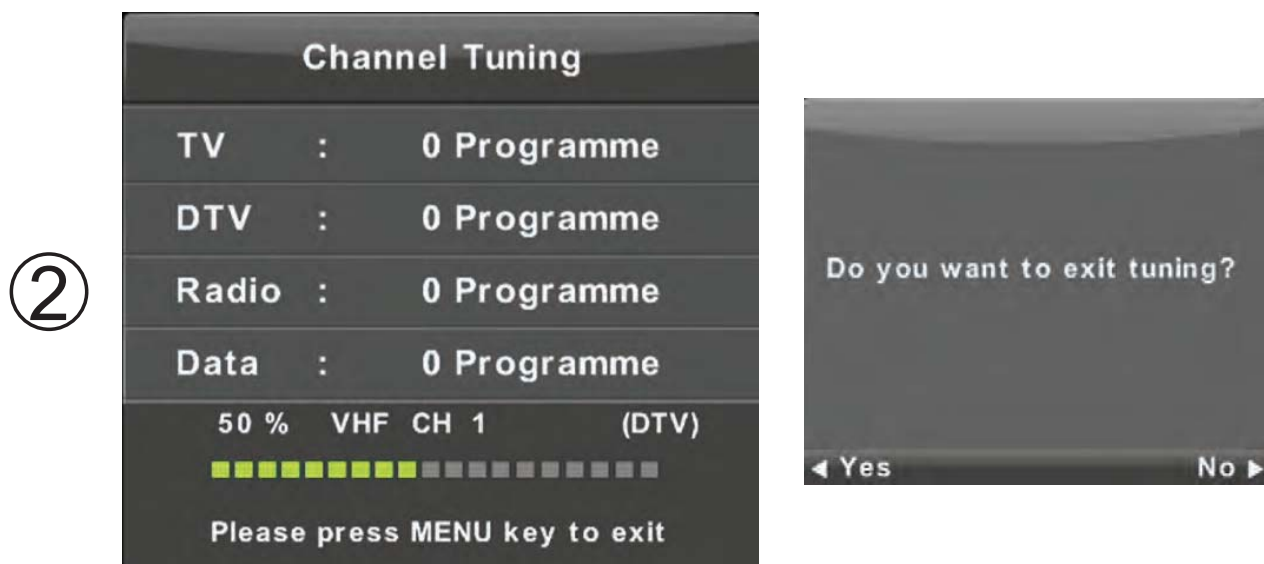 ②
Channel Tuning
TV : 0 Programme
DTV : 0 Programme
Radio : 0 Programme
Data : 0 Programme
50 % VHF CH 1 (DTV)
Please press MENU key to exit
Do you want to exit tuning?
◀ Yes No ▶